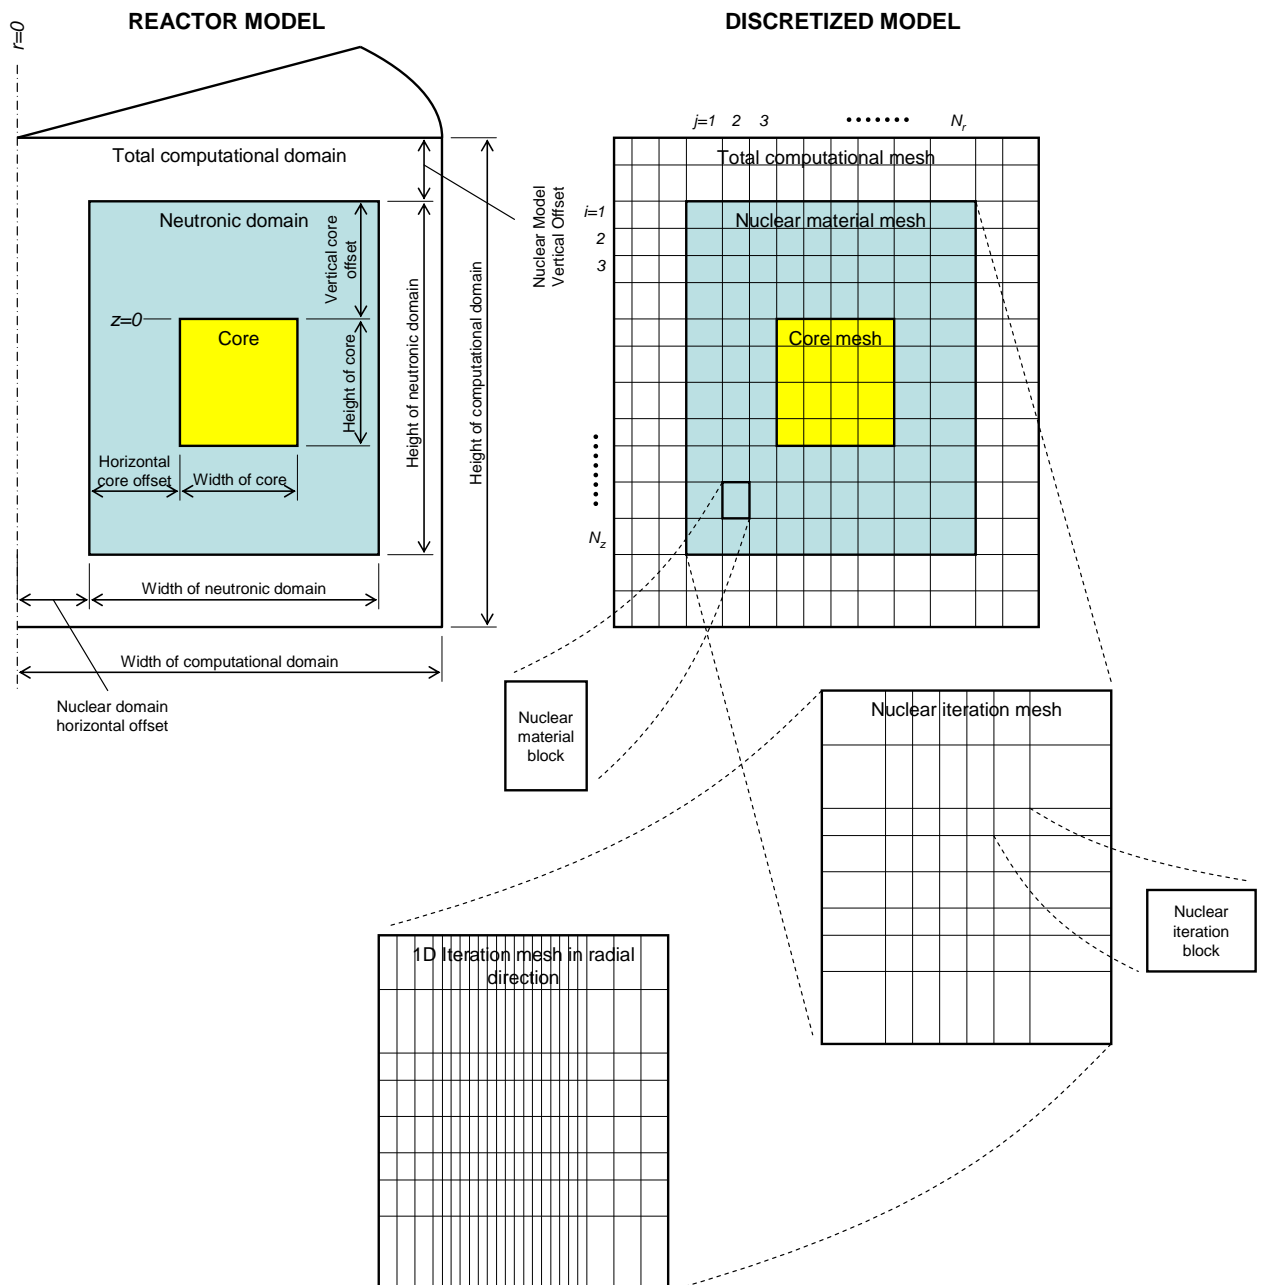 REACTOR MODEL
r=0
Total computational domain
Neutronic domain
Vertical core
offset
z=0
Core
Height of core
Height of neutronic domain
Height of computational domain
Nuclear Model
Vertical Offset
Horizontal
core offset
Width of core
Width of neutronic domain
Width of computational domain
Nuclear domain
horizontal offset
DISCRETIZED MODEL
j=1 2 3 ....... Nr
Total computational mesh
i=1
2
3
.......
Nz
Nuclear material mesh
Core mesh
Nuclear
material
block
Nuclear iteration mesh
Nuclear
iteration
block
1D Iteration mesh in radial
direction